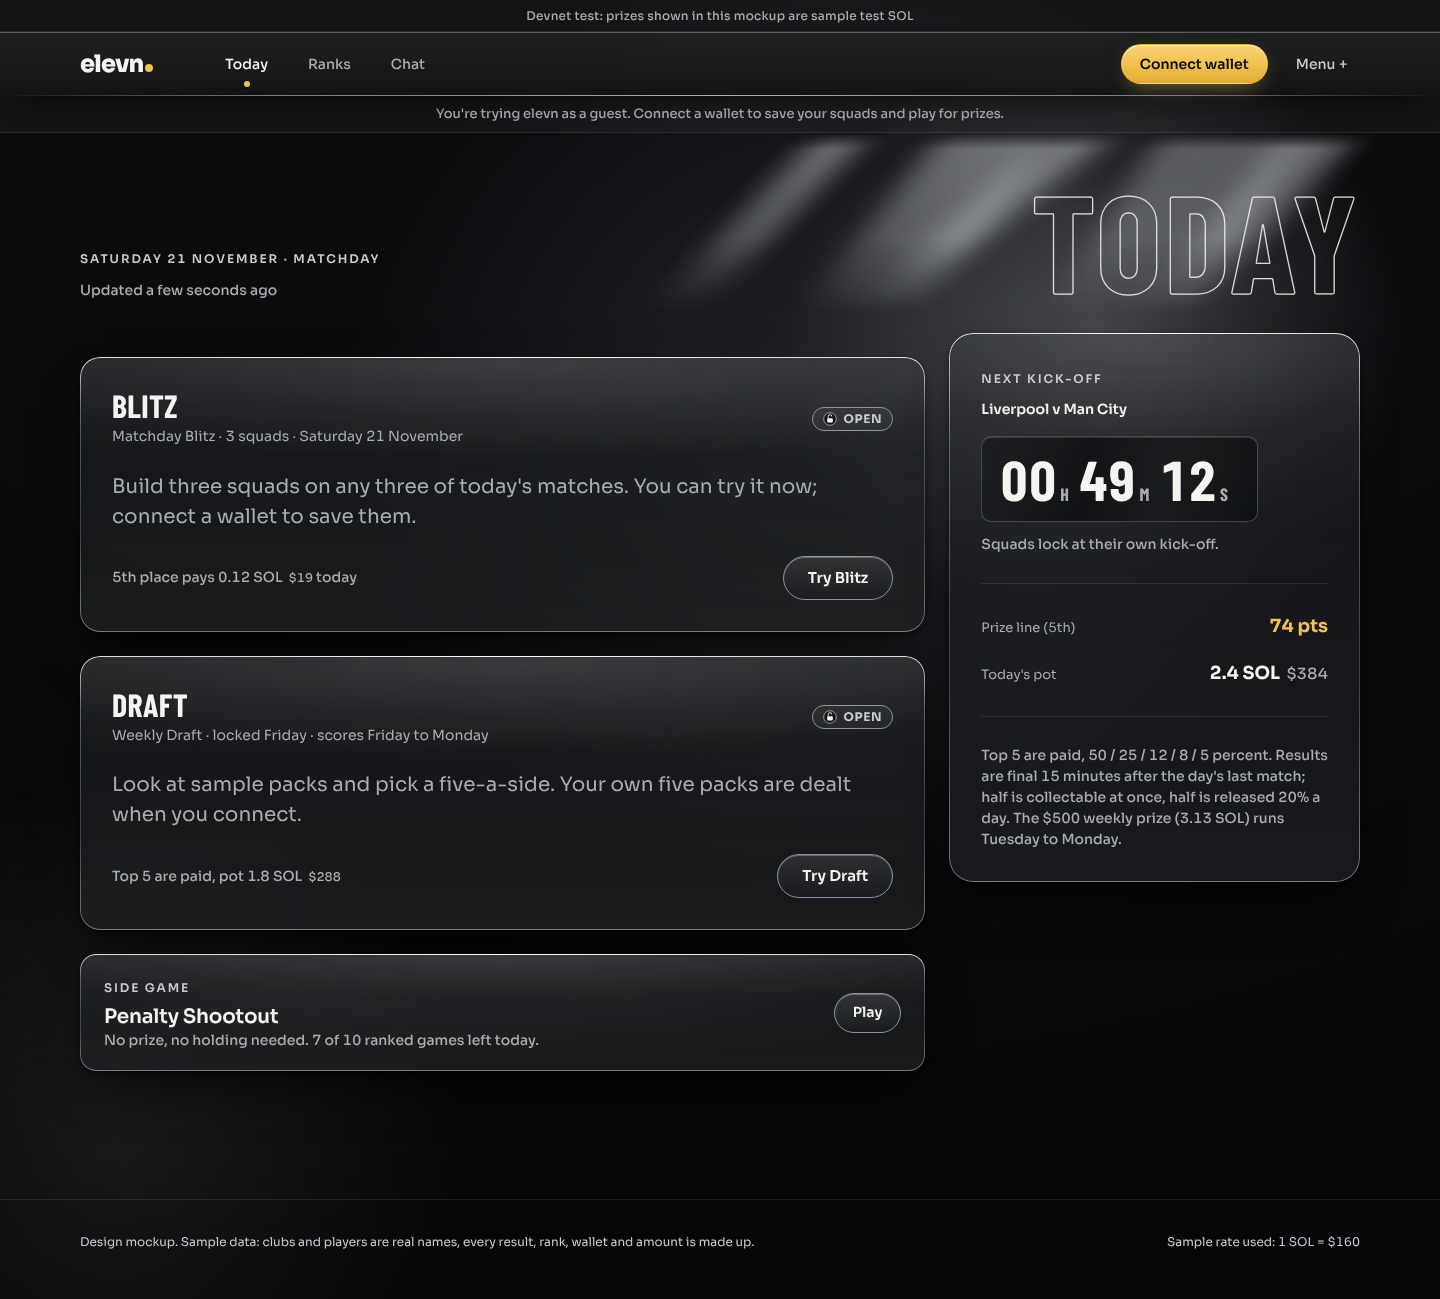 Devnet test: prizes shown in this mockup are sample test SOL
elevn.
Today
Ranks
Chat
Connect wallet
Menu +
You're trying elevn as a guest. Connect a wallet to save your squads and play for prizes.
TODAY
SATURDAY 21 NOVEMBER · MATCHDAY
Updated a few seconds ago
BLITZ
Matchday Blitz · 3 squads · Saturday 21 November
OPEN
Build three squads on any three of today's matches. You can try it now;
connect a wallet to save them.
5th place pays 0.12 SOL $19 today
Try Blitz
DRAFT
Weekly Draft · locked Friday · scores Friday to Monday
OPEN
Look at sample packs and pick a five-a-side. Your own five packs are dealt
when you connect.
Top 5 are paid, pot 1.8 SOL $288
Try Draft
SIDE GAME
Penalty Shootout
No prize, no holding needed. 7 of 10 ranked games left today.
Play
NEXT KICK-OFF
Liverpool v Man City
00 H 49 M 12 S
Squads lock at their own kick-off.
Prize line (5th)
74 pts
Today's pot
2.4 SOL $384
Top 5 are paid, 50 / 25 / 12 / 8 / 5 percent. Results
are final 15 minutes after the day's last match;
half is collectable at once, half is released 20% a
day. The $500 weekly prize (3.13 SOL) runs
Tuesday to Monday.
Design mockup. Sample data: clubs and players are real names, every result, rank, wallet and amount is made up.
Sample rate used: 1 SOL = $160